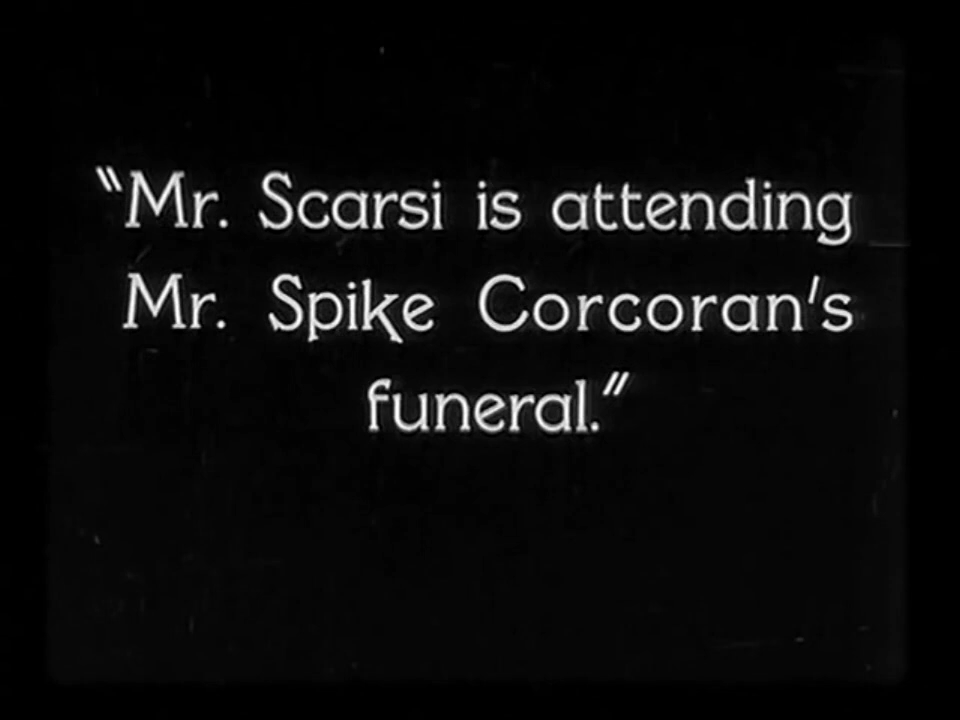 "Mr. Scarsi is attending
Mr. Spike Corcoran's
funeral."